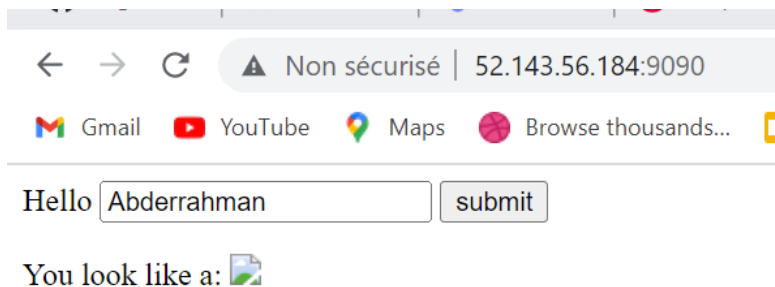 Non sécurisé | 52.143.56.184:9090
Gmail YouTube Maps Browse thousands...
Hello Abderrahman submit
You look like a: